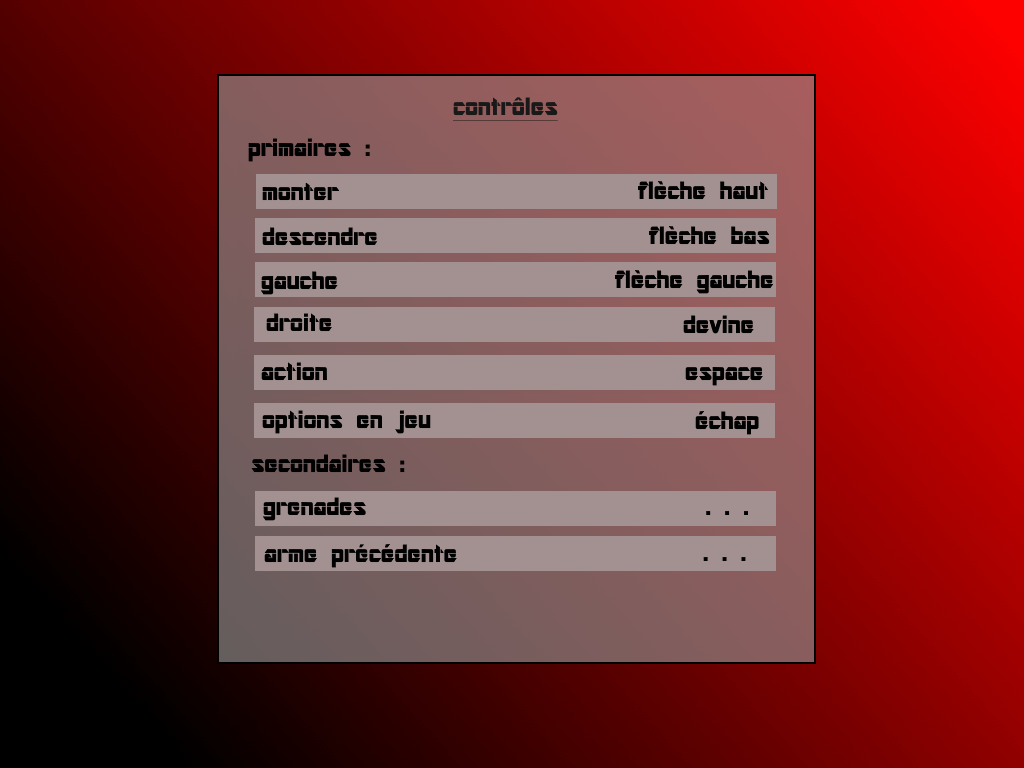 contrôles
primaires :
monter flèche haut
descendre flèche bas
gauche flèche gauche
droite devine
action espace
options en jeu échap
secondaires :
grenades ...
arme précédente ...